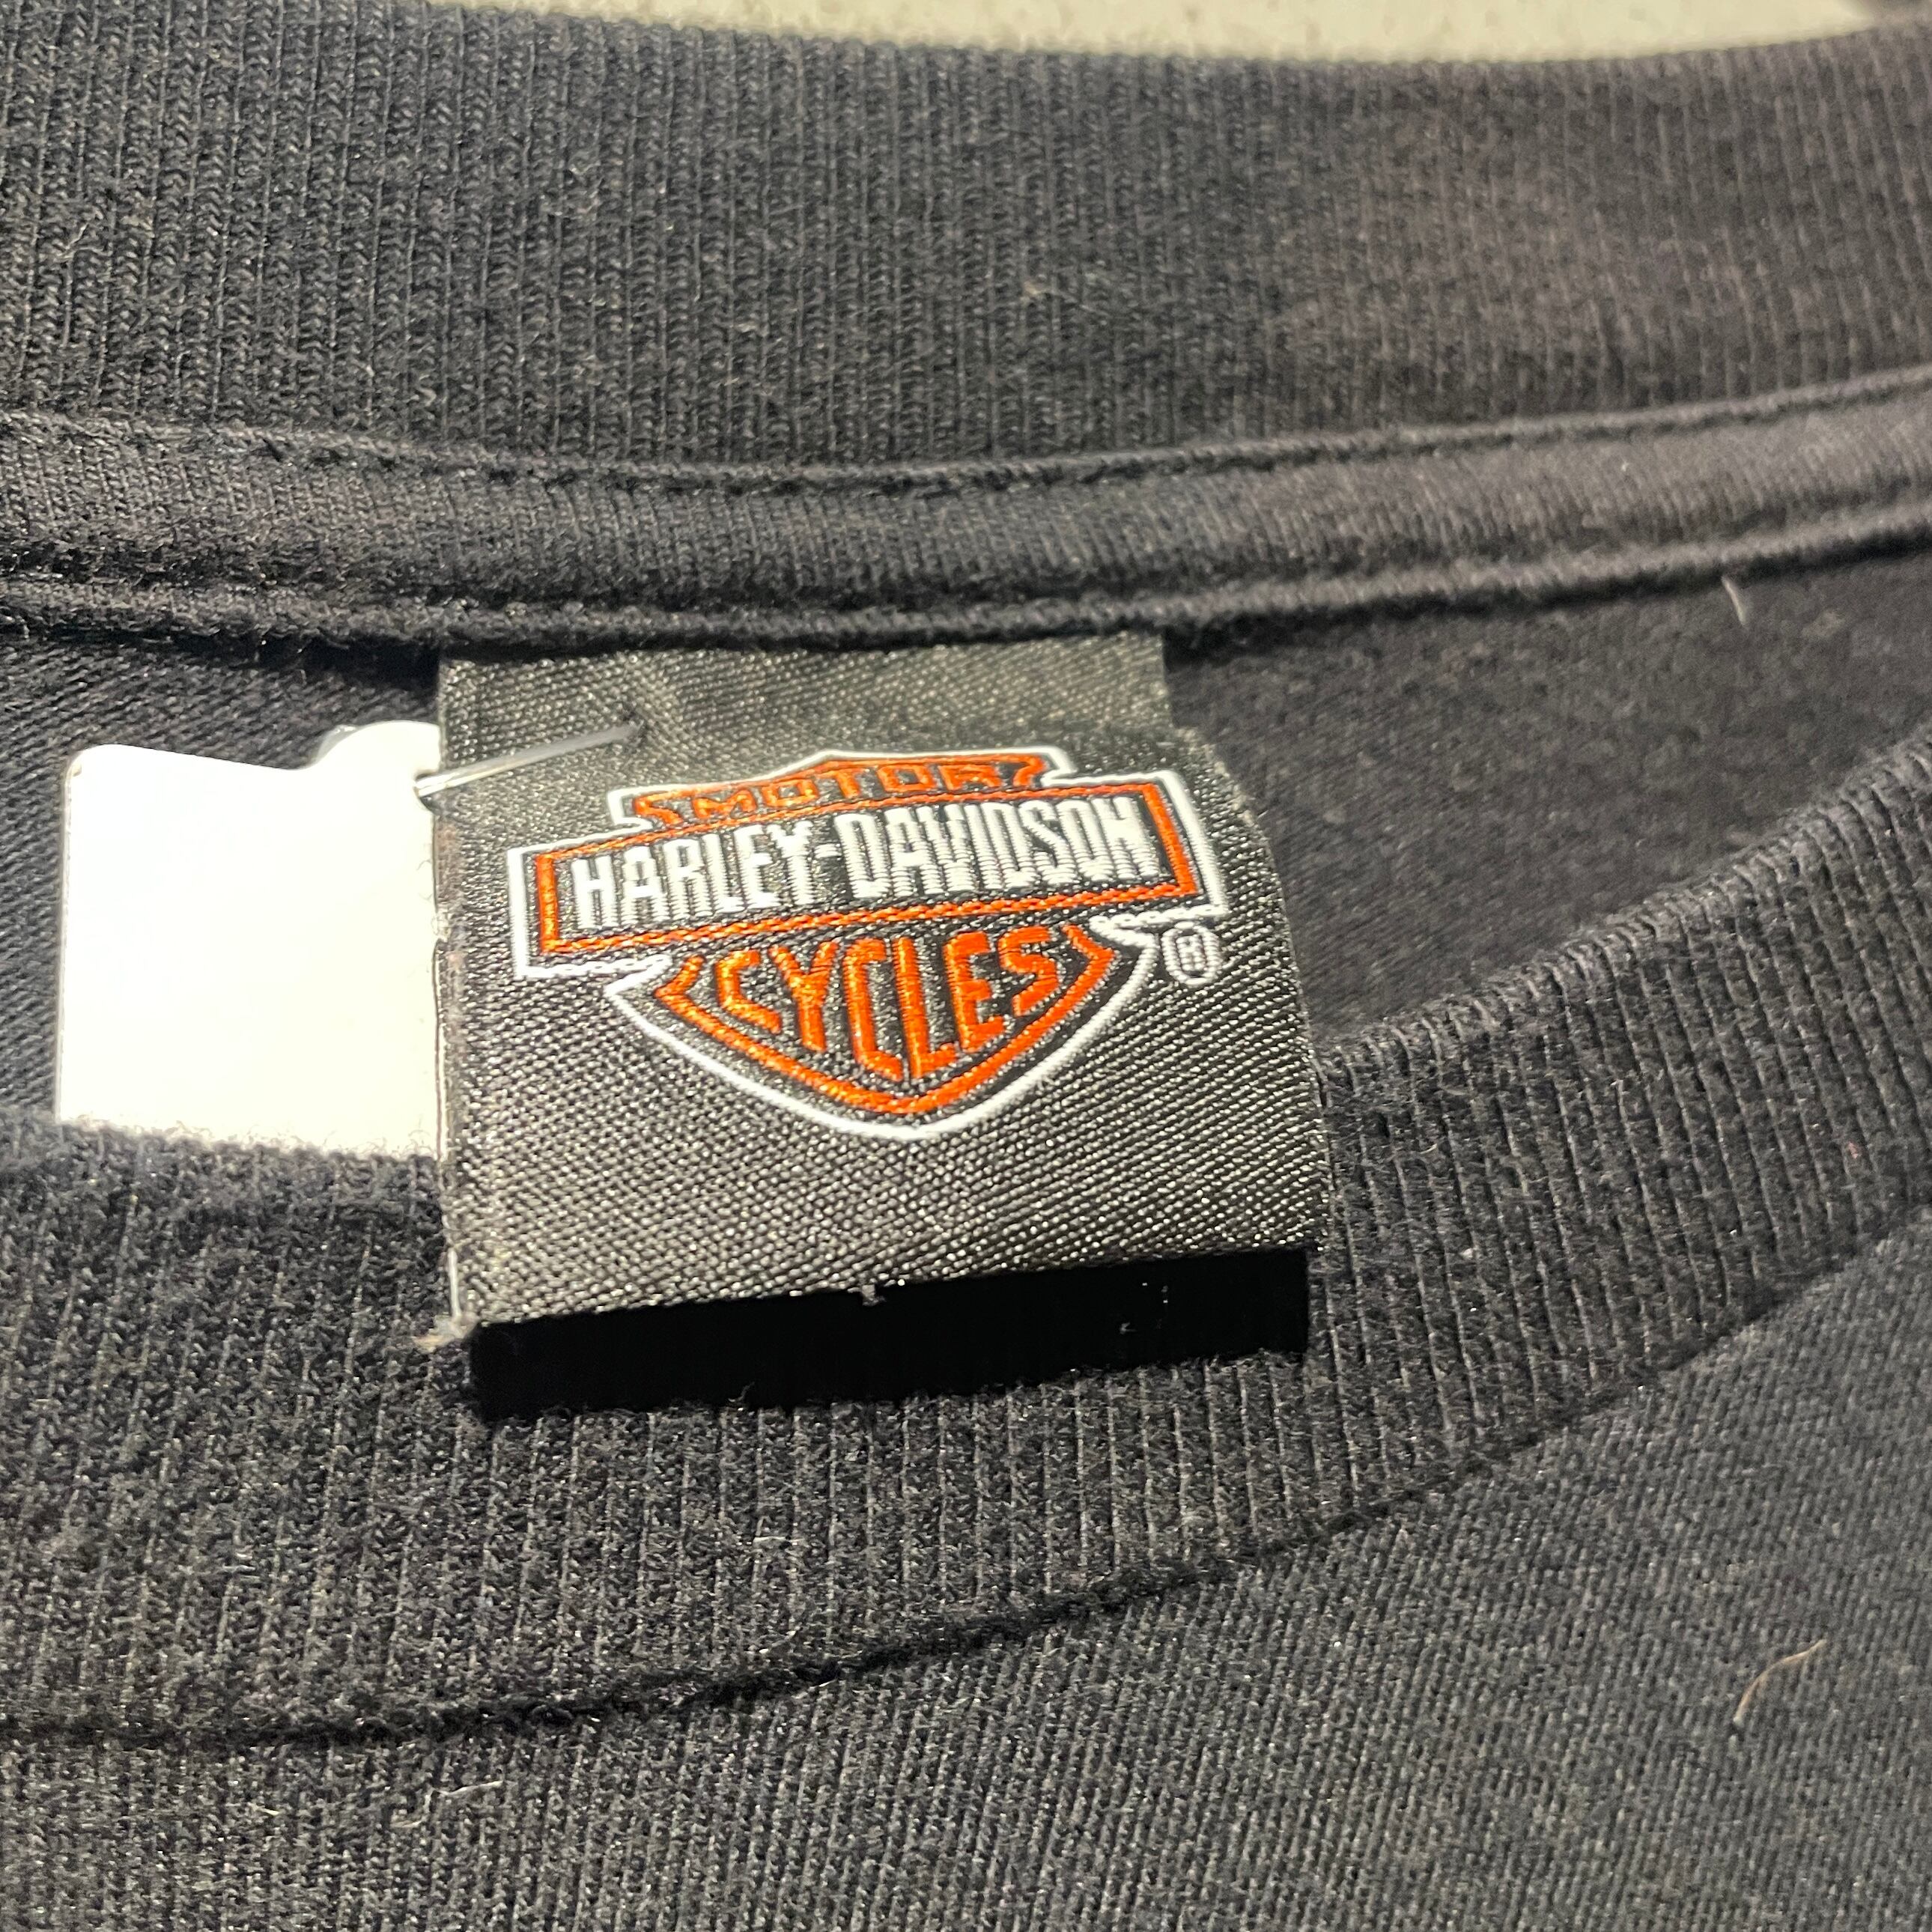 MOTOR
HARLEY-DAVIDSON
CYCLES
®